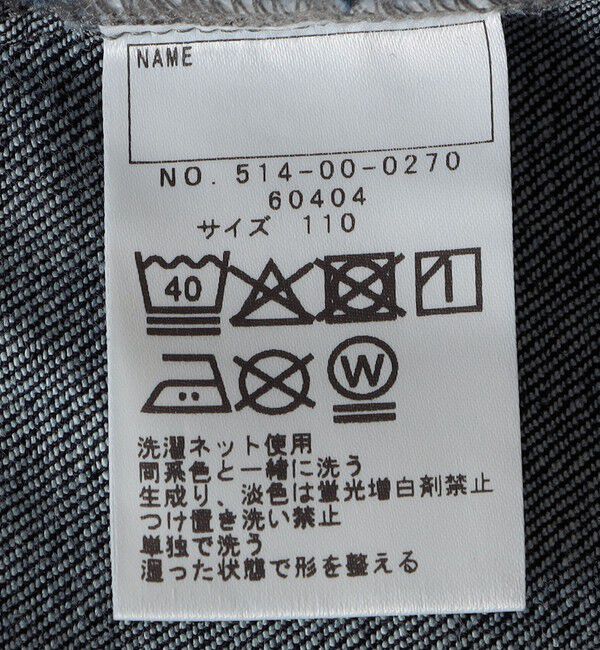 NAME
NO. 514-00-0270
60404
サイズ 110
40
W
洗濯ネット使用
同系色と一緒に洗う
生成り、淡色は蛍光増白剤禁止
つけ置き洗い禁止
単独で洗う
湿った状態で形を整える